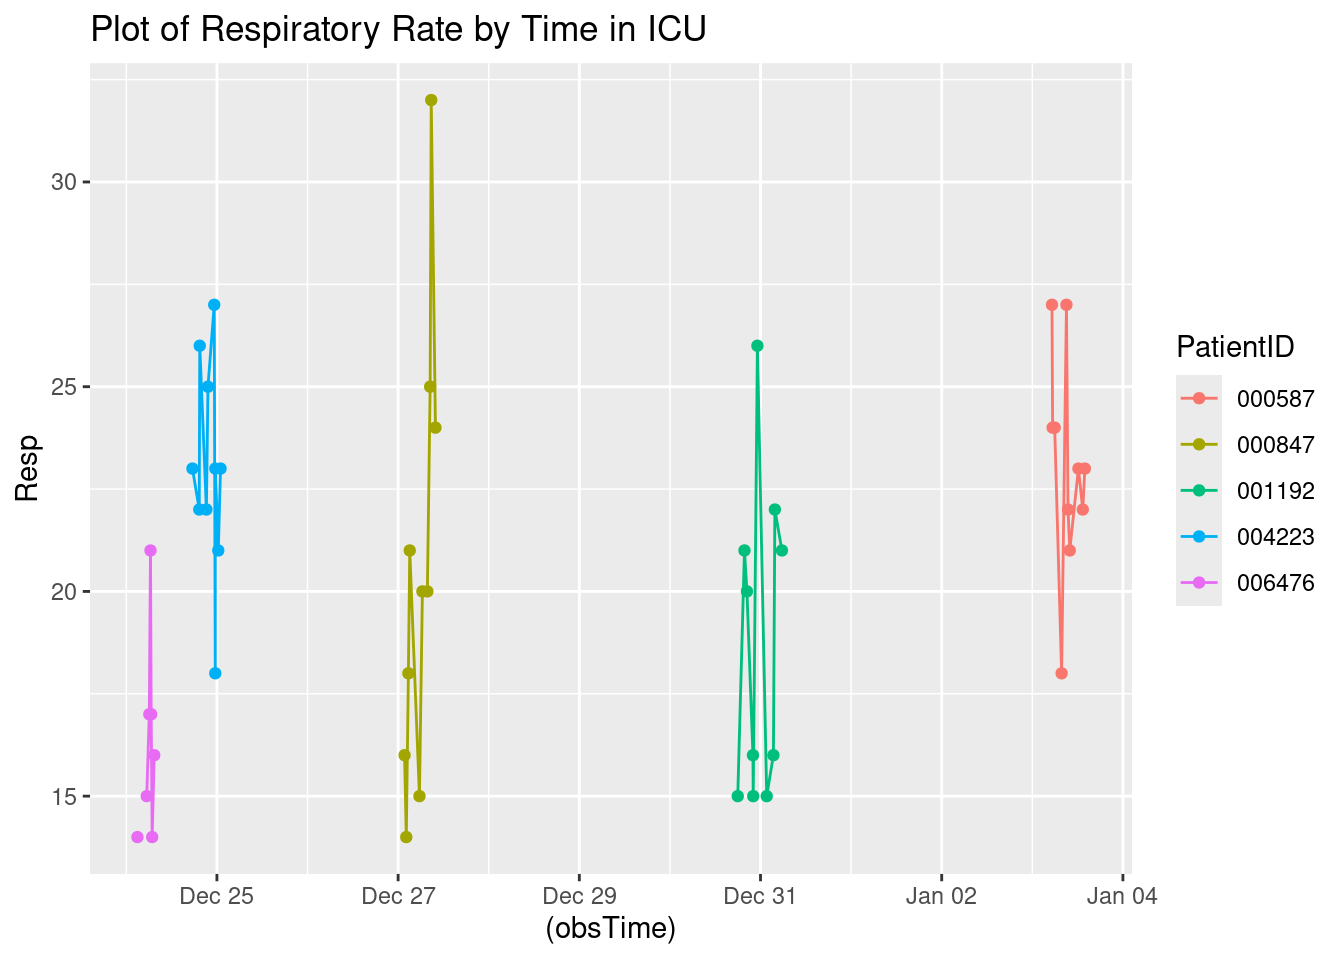 Plot of Respiratory Rate by Time in ICU
Resp
30
25
20
15
Dec 25 Dec 27 Dec 29 Dec 31 Jan 02 Jan 04
(obsTime)
PatientID
000587
000847
001192
004223
006476